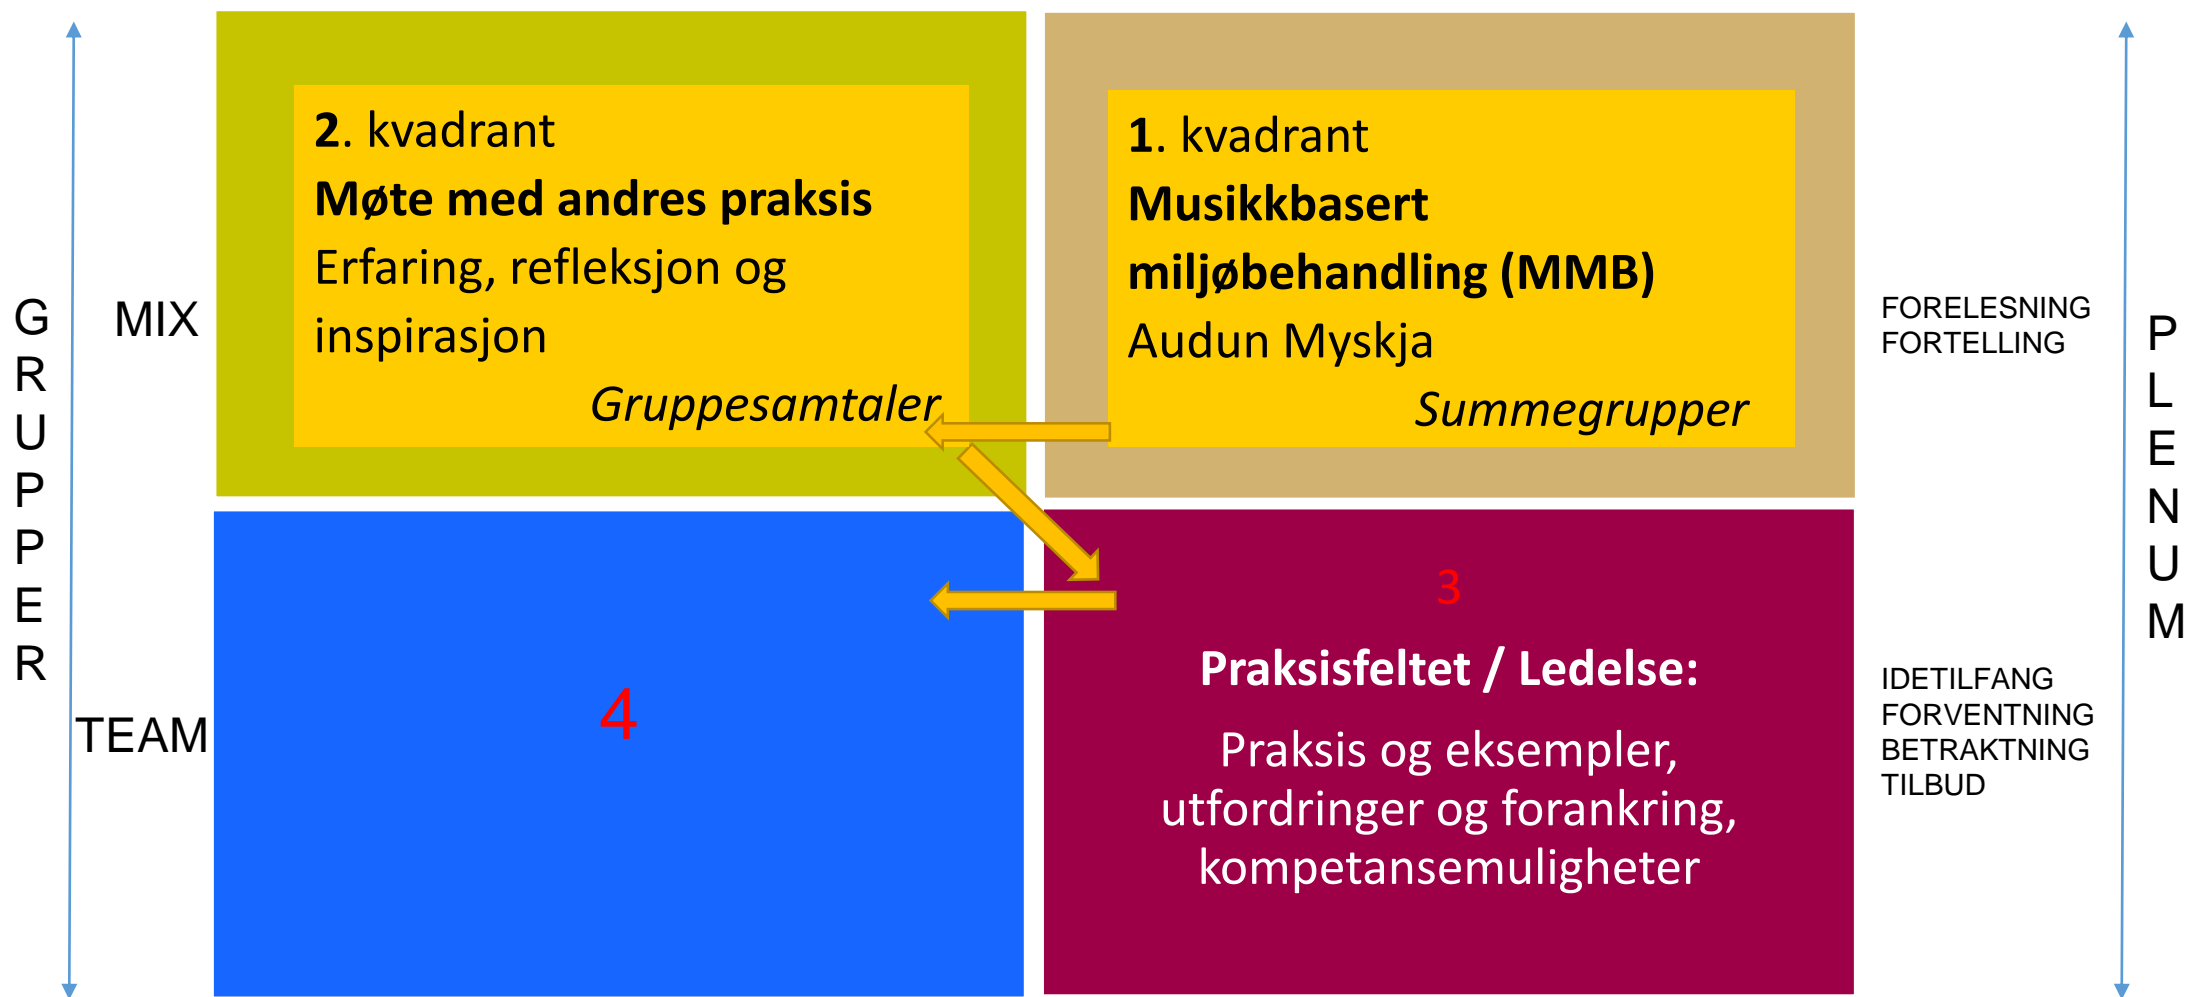 GRUPPER
MIX
2. kvadrant
Møte med andres praksis
Erfaring, refleksjon og
inspirasjon
Gruppesamtaler
1. kvadrant
Musikkbasert
miljøbehandling (MMB)
Audun Myskja
Summegrupper
FORELESNING
FORTELLING
PLENUM
TEAM
4
3
Praksisfeltet / Ledelse:
Praksis og eksempler,
utfordringer og forankring,
kompetansemuligheter
IDETILFANG
FORVENTNING
BETRAKTNING
TILBUD